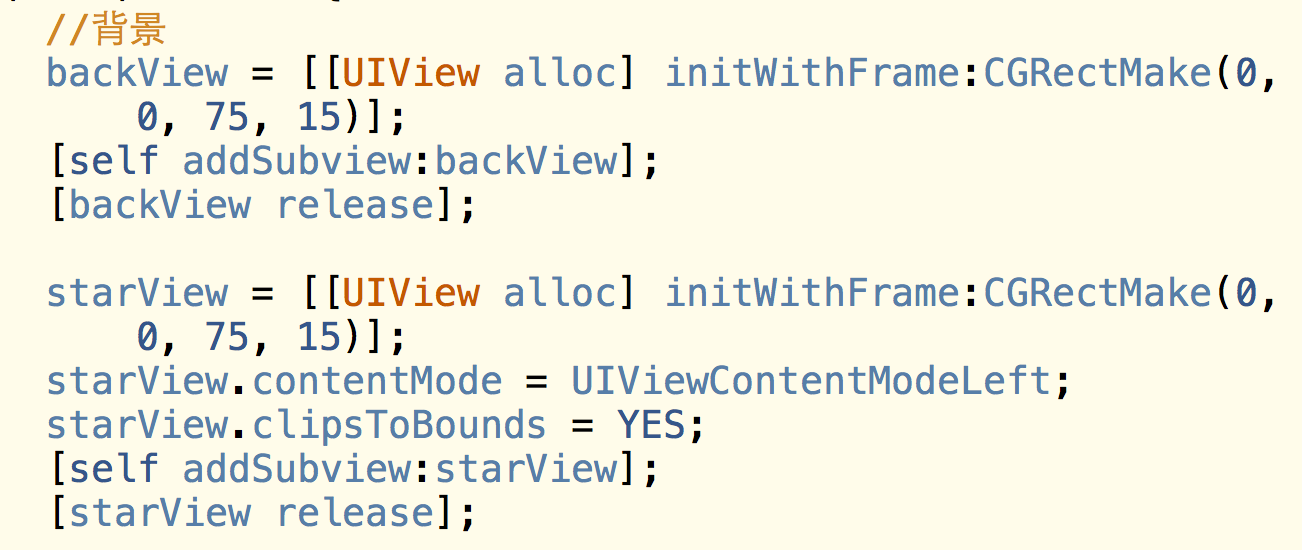 //背景
backView = [[UIView alloc] initWithFrame:CGRectMake(0,
0, 75, 15)];
[self addSubview:backView];
[backView release];
starView = [[UIView alloc] initWithFrame:CGRectMake(0,
0, 75, 15)];
starView.contentMode = UIViewContentModeLeft;
starView.clipsToBounds = YES;
[self addSubview:starView];
[starView release];